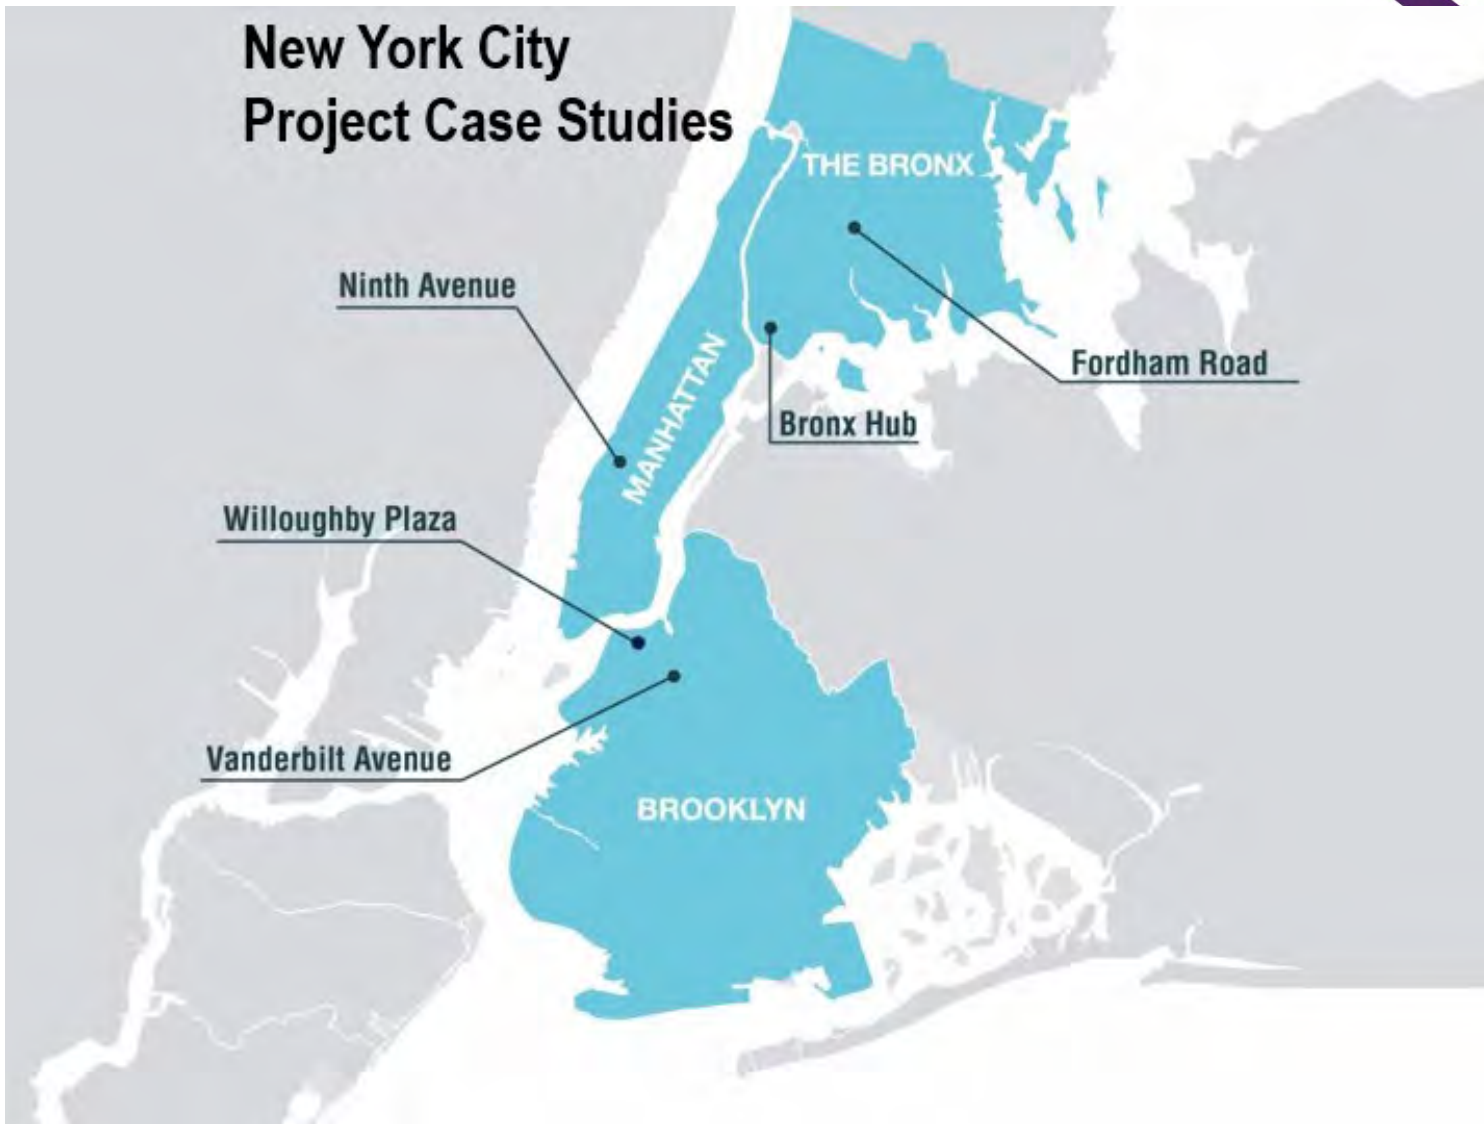 New York City
Project Case Studies
THE BRONX
Ninth Avenue
MANHATTAN
Fordham Road
Bronx Hub
Willoughby Plaza
Vanderbilt Avenue
BROOKLYN